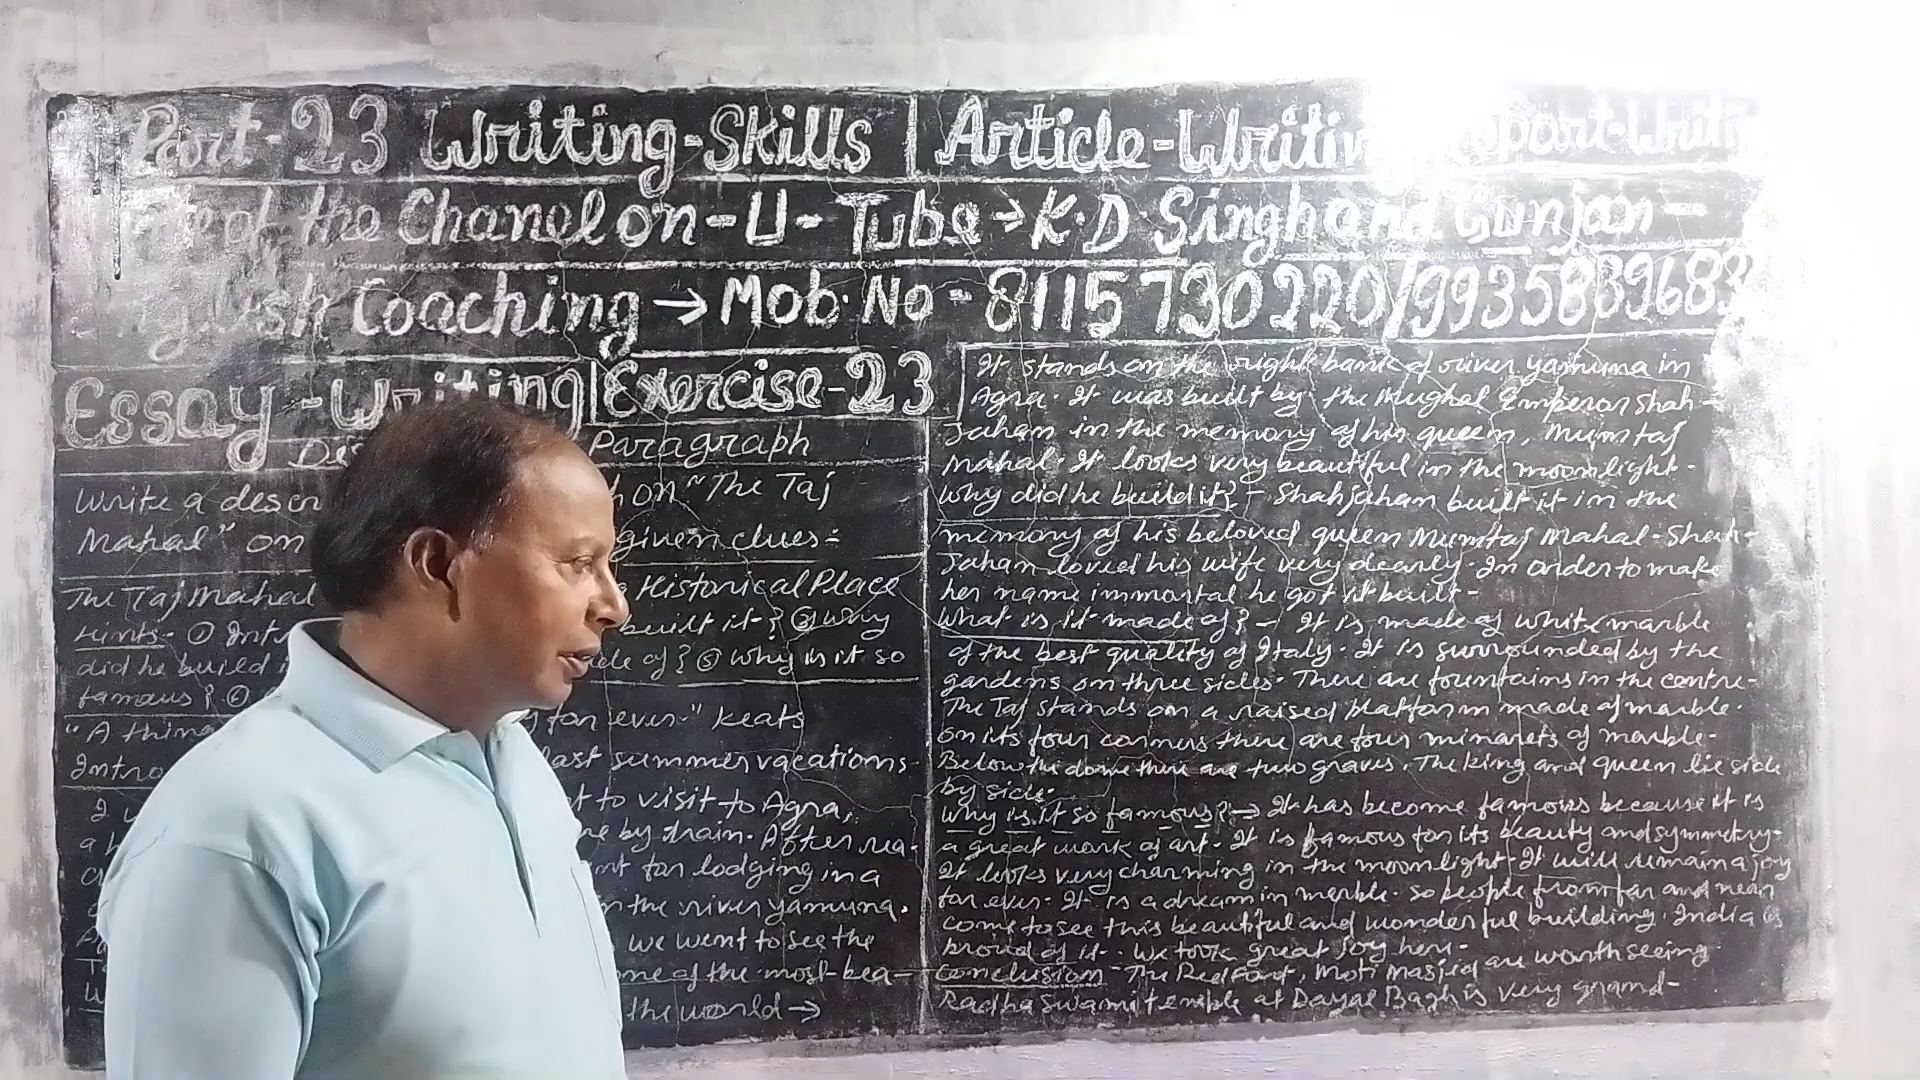 Part-23 Writing-Skills | Article-Writin port-Writi
of the Chanel on-U-Tube→K.D Singh and Gunjan-
ish Coaching → Mob. No - 8115730220/9935889683
Essay-Writing | Exercise-23
Paragraph
Write a descr h on "The Taj
Mahal" on given clues:-
The Taj Mahal Historical Place
Hints- ① Int built it? ③ Why
did he build i de of? ⑤ Why is it so
famous? ⑥
"A thing y for ever." Keats
Intro last summer vacations
I t to visit to Agra,
a h e by train. After rea-
nt for lodging in a
n the river yamuna.
we went to see the
me of the most bea-
the world →
It stands on the right bank of river yamuna in
Agra. It was built by the Mughal Emperor Shah-
Jaham in the memory of his queen, Mumtaj
Mahal. It looks very beautiful in the moonlight.
Why did he build it? - Shahjaham built it in the
memory of his beloved queen Mumtaj Mahal. Shah-
Jaham loved his wife very dearly. In order to make
her name immortal he got it built-
What is it made of? - It is made of white marble
of the best quality of Italy. It is surrounded by the
gardens on three sides. There are fountains in the centre-
The Taj stands on a raised platform made of marble.
on its four corners there are four minarets of marble-
Below the dome there are two graves. The king and queen lie side
by side.
Why is it so famous? → It has become famous because it is
a great work of art. It is famous for its beauty and symmetry-
It looks very charming in the moonlight. It will remain a joy
for ever. It is a dream in marble. So people from far and near
come to see this beautiful and wonderful building. India is
proud of it. We took great joy here-
Conclusion - The Red Fort, Moti Masjid are worth seeing.
Radha Swami temple at Dayal Bagh is very grand-